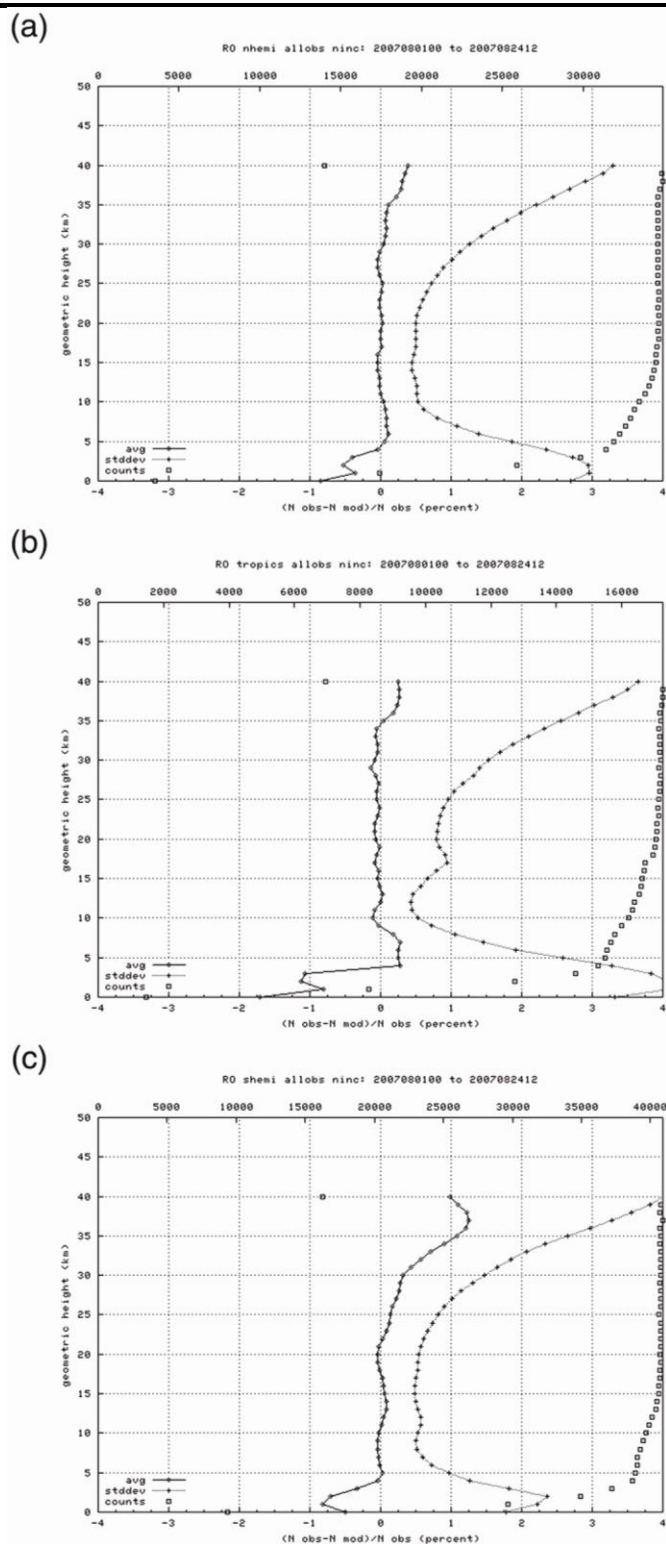 (a)
RO nhemi allobs ninc: 2007080100 to 2007082412
0 5000 10000 15000 20000 25000 30000
50
45
40
35
30
25
20
15
10
5
0
geometric height (km)
avg
stddev
counts
-4 -3 -2 -1 0 1 2 3 4
(N obs-N mod)/N obs (percent)
(b)
RO tropics allobs ninc: 2007080100 to 2007082412
0 2000 4000 6000 8000 10000 12000 14000 16000
50
45
40
35
30
25
20
15
10
5
0
geometric height (km)
avg
stddev
counts
-4 -3 -2 -1 0 1 2 3 4
(N obs-N mod)/N obs (percent)
(c)
RO shemi allobs ninc: 2007080100 to 2007082412
0 5000 10000 15000 20000 25000 30000 35000 40000
50
45
40
35
30
25
20
15
10
5
0
geometric height (km)
avg
stddev
counts
-4 -3 -2 -1 0 1 2 3 4
(N obs-N mod)/N obs (percent)